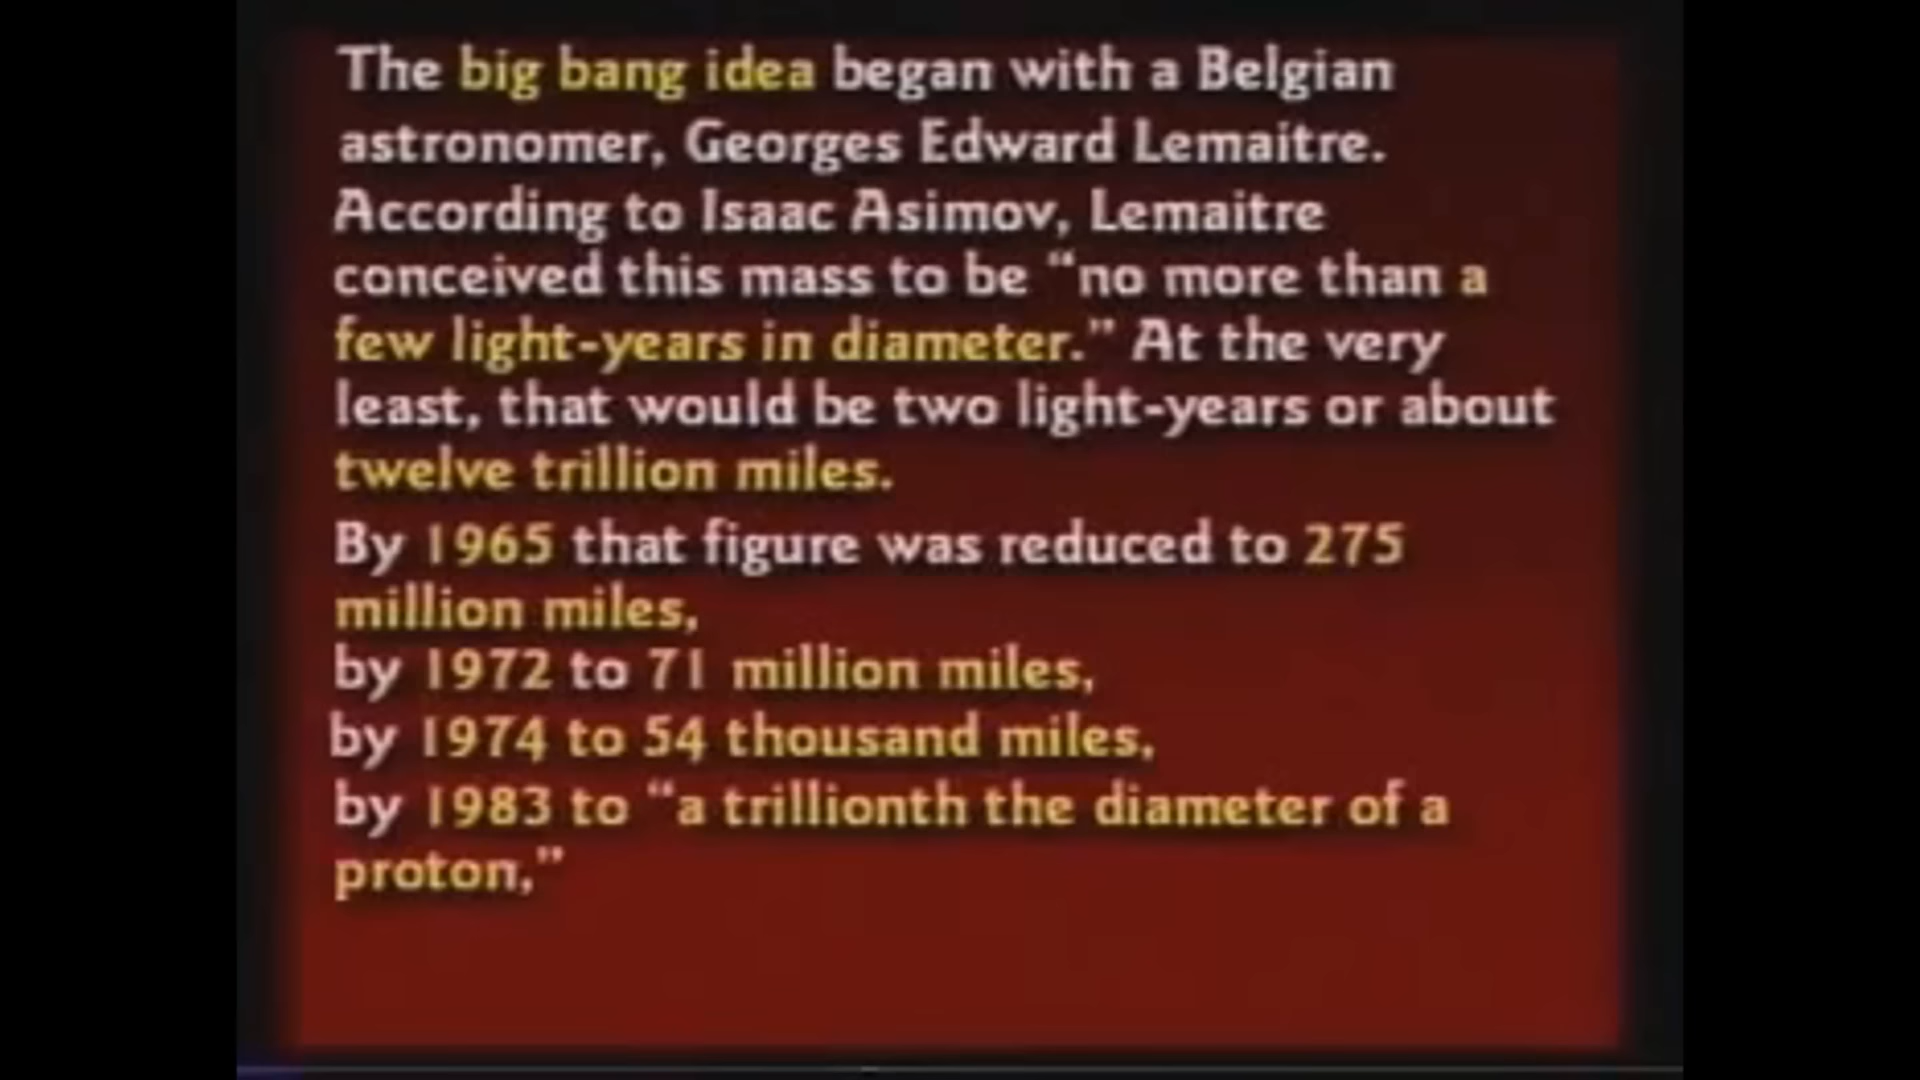 The big bang idea began with a Belgian
astronomer, Georges Edward Lemaitre.
According to Isaac Asimov, Lemaitre
conceived this mass to be “no more than a
few light-years in diameter.” At the very
least, that would be two light-years or about
twelve trillion miles.
By 1965 that figure was reduced to 275
million miles,
by 1972 to 71 million miles,
by 1974 to 54 thousand miles,
by 1983 to “a trillionth the diameter of a
proton,”